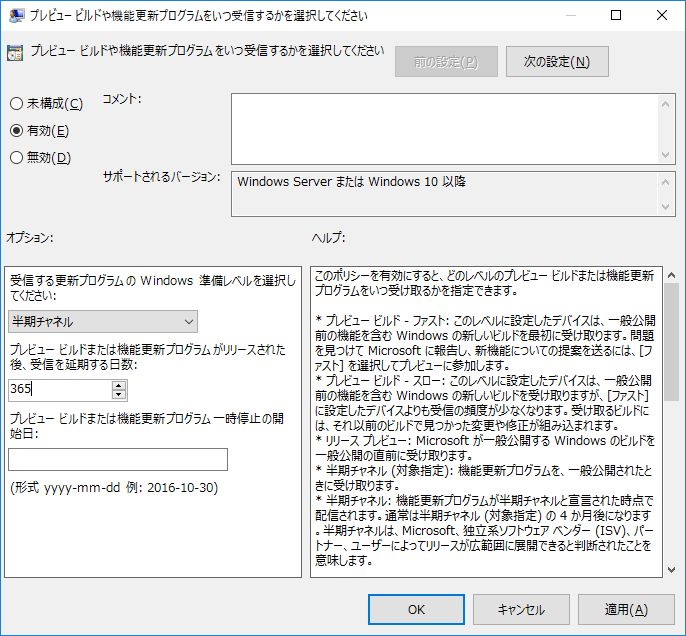 プレビュー ビルドや機能更新プログラムをいつ受信するかを選択してください
プレビュー ビルドや機能更新プログラムをいつ受信するかを選択してください
前の設定(P)
次の設定(N)
未構成(C)
コメント:
有効(E)
無効(D)
サポートされるバージョン:
Windows Server または Windows 10 以降
オプション:
ヘルプ:
受信する更新プログラムの Windows 準備レベルを選択し
てください:
半期チャネル
プレビュー ビルドまたは機能更新プログラムがリリースされた
後、受信を延期する日数:
365
プレビュー ビルドまたは機能更新プログラム一時停止の開
始日:
(形式 yyyy-mm-dd 例: 2016-10-30)
このポリシーを有効にすると、どのレベルのプレビュー ビルドまたは機能更新
プログラムをいつ受け取るかを指定できます。
* プレビュー ビルド - ファスト: このレベルに設定したデバイスは、一般公開
前の機能を含む Windows の新しいビルドを最初に受け取ります。問題
を見つけて Microsoft に報告し、新機能についての提案を送るには、[フ
ァスト] を選択してプレビューに参加します。
* プレビュー ビルド - スロー: このレベルに設定したデバイスは、一般公開
前の機能を含む Windows の新しいビルドを受け取りますが、[ファスト]
に設定したデバイスよりも受信の頻度が少なくなります。受け取るビルドに
は、それ以前のビルドで見つかった変更や修正が組み込まれます。
* リリース プレビュー: Microsoft が一般公開する Windows のビルドを
一般公開の直前に受け取ります。
* 半期チャネル (対象指定): 機能更新プログラムを、一般公開されたと
きに受け取ります。
* 半期チャネル: 機能更新プログラムが半期チャネルと宣言された時点で
配信されます。通常は半期チャネル (対象指定) の 4 か月後になります
。半期チャネルは、Microsoft、独立系ソフトウェア ベンダー (ISV)、パー
トナー、ユーザーによってリリースが広範囲に展開できると判断されたことを
意味します。
OK
キャンセル
適用(A)